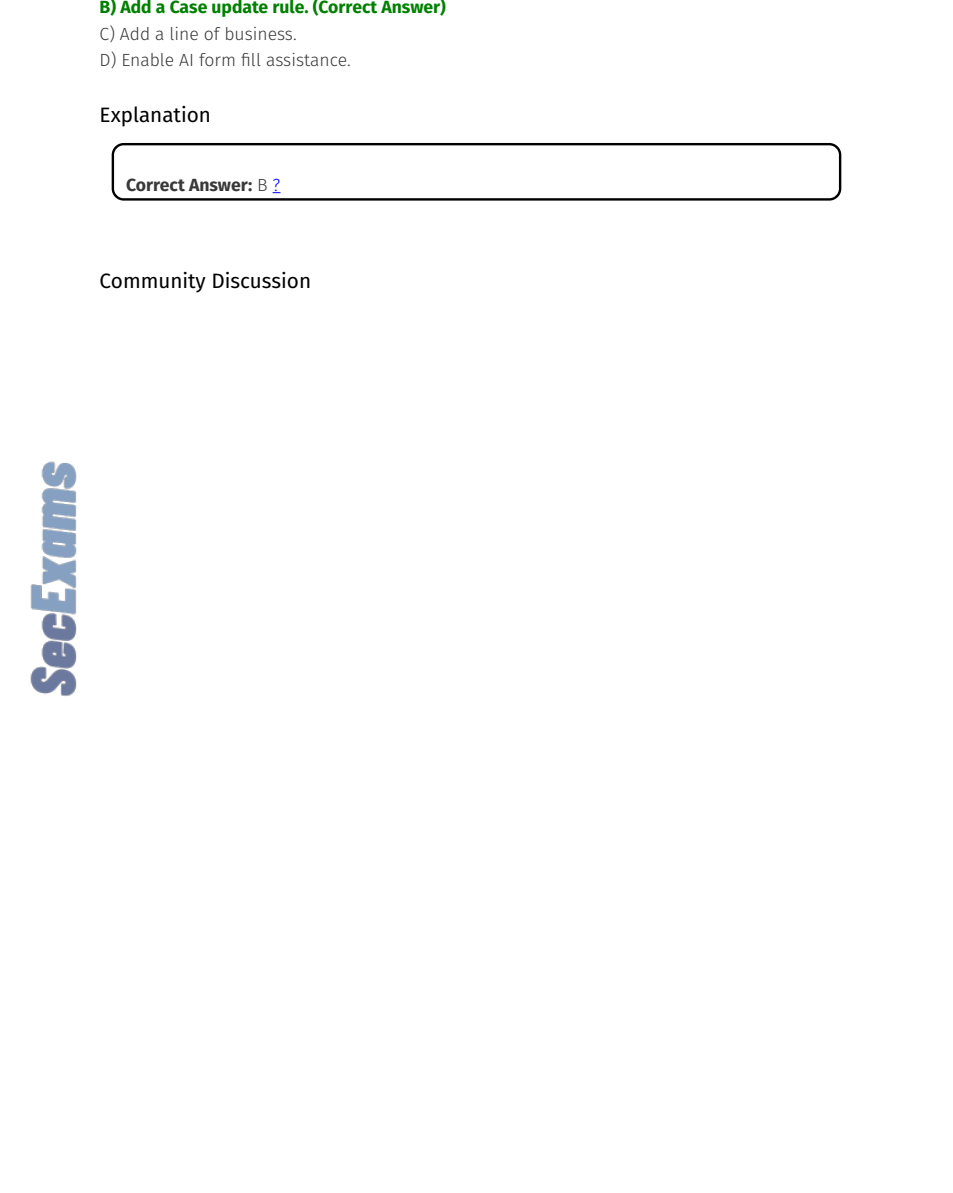 B) Add a Case update rule. (Correct Answer)
C) Add a line of business.
D) Enable AI form fill assistance.
Explanation
Correct Answer: B ?
Community Discussion
SecExams